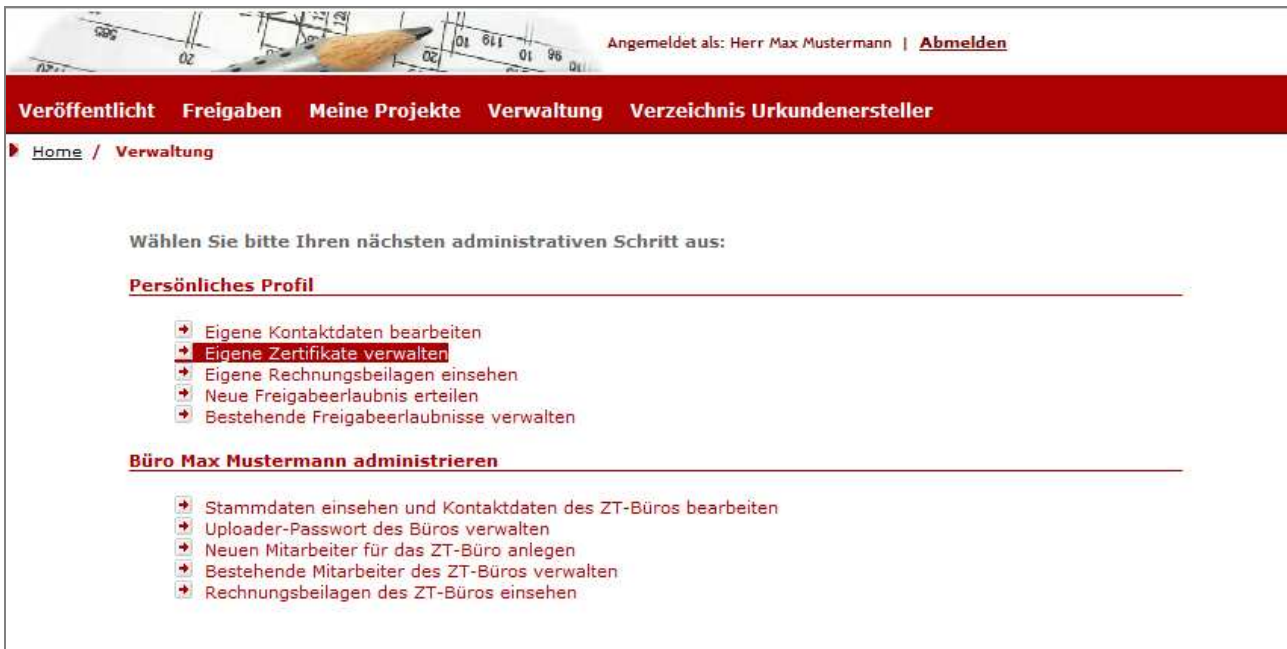 Angemeldet als: Herr Max Mustermann | Abmelden
Veröffentlicht Freigaben Meine Projekte Verwaltung Verzeichnis Urkundenersteller
Home / Verwaltung
Wählen Sie bitte Ihren nächsten administrativen Schritt aus:
Persönliches Profil
Eigene Kontaktdaten bearbeiten
Eigene Zertifikate verwalten
Eigene Rechnungsbeilagen einsehen
Neue Freigabeerlaubnis erteilen
Bestehende Freigabeerlaubnisse verwalten
Büro Max Mustermann administrieren
Stammdaten einsehen und Kontaktdaten des ZT-Büros bearbeiten
Uploader-Passwort des Büros verwalten
Neuen Mitarbeiter für das ZT-Büro anlegen
Bestehende Mitarbeiter des ZT-Büros verwalten
Rechnungsbeilagen des ZT-Büros einsehen